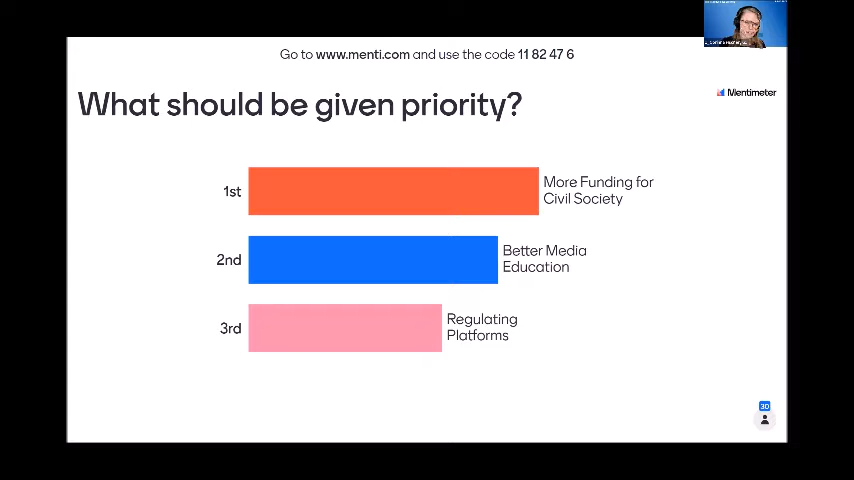 Go to www.menti.com and use the code 11 82 47 6
What should be given priority?
Mentimeter
1st
More Funding for
Civil Society
2nd
Better Media
Education
3rd
Regulating
Platforms
30